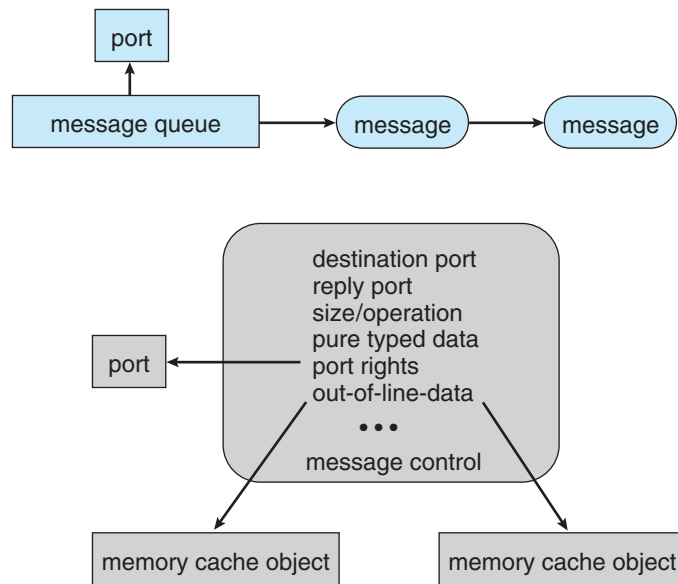 port
message queue
message
message
destination port
reply port
size/operation
pure typed data
port rights
out-of-line-data
•••
message control
port
memory cache object
memory cache object